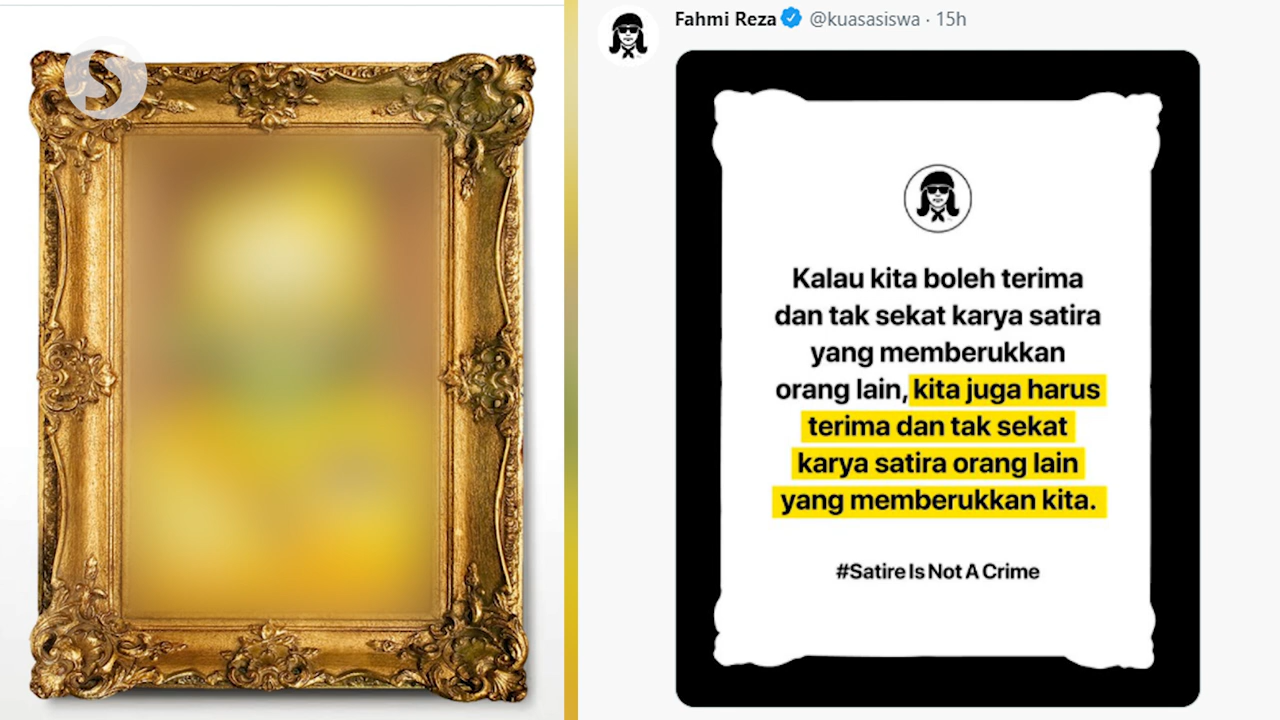 Fahmi Reza @kuasasiswa · 15h
Kalau kita boleh terima
dan tak sekat karya satira
yang memberukkan
orang lain, kita juga harus
terima dan tak sekat
karya satira orang lain
yang memberukkan kita.
#Satire Is Not A Crime